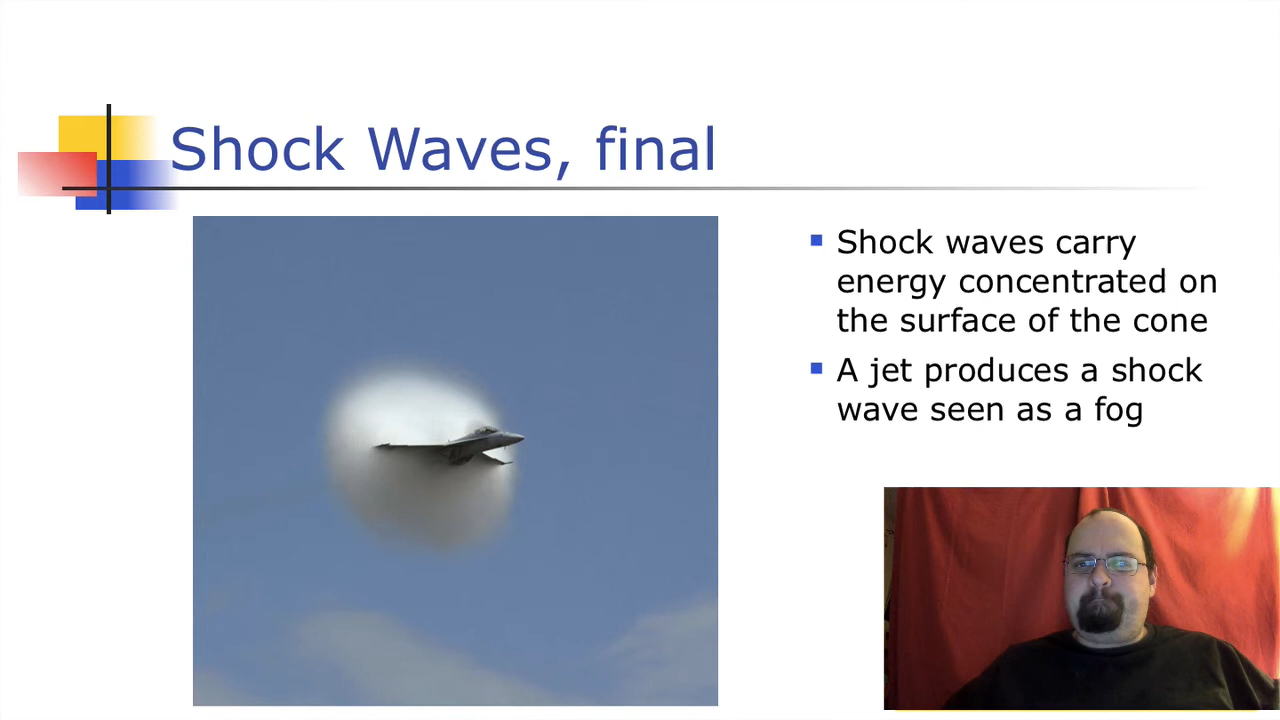 Shock Waves, final
Shock waves carry
energy concentrated on
the surface of the cone
A jet produces a shock
wave seen as a fog